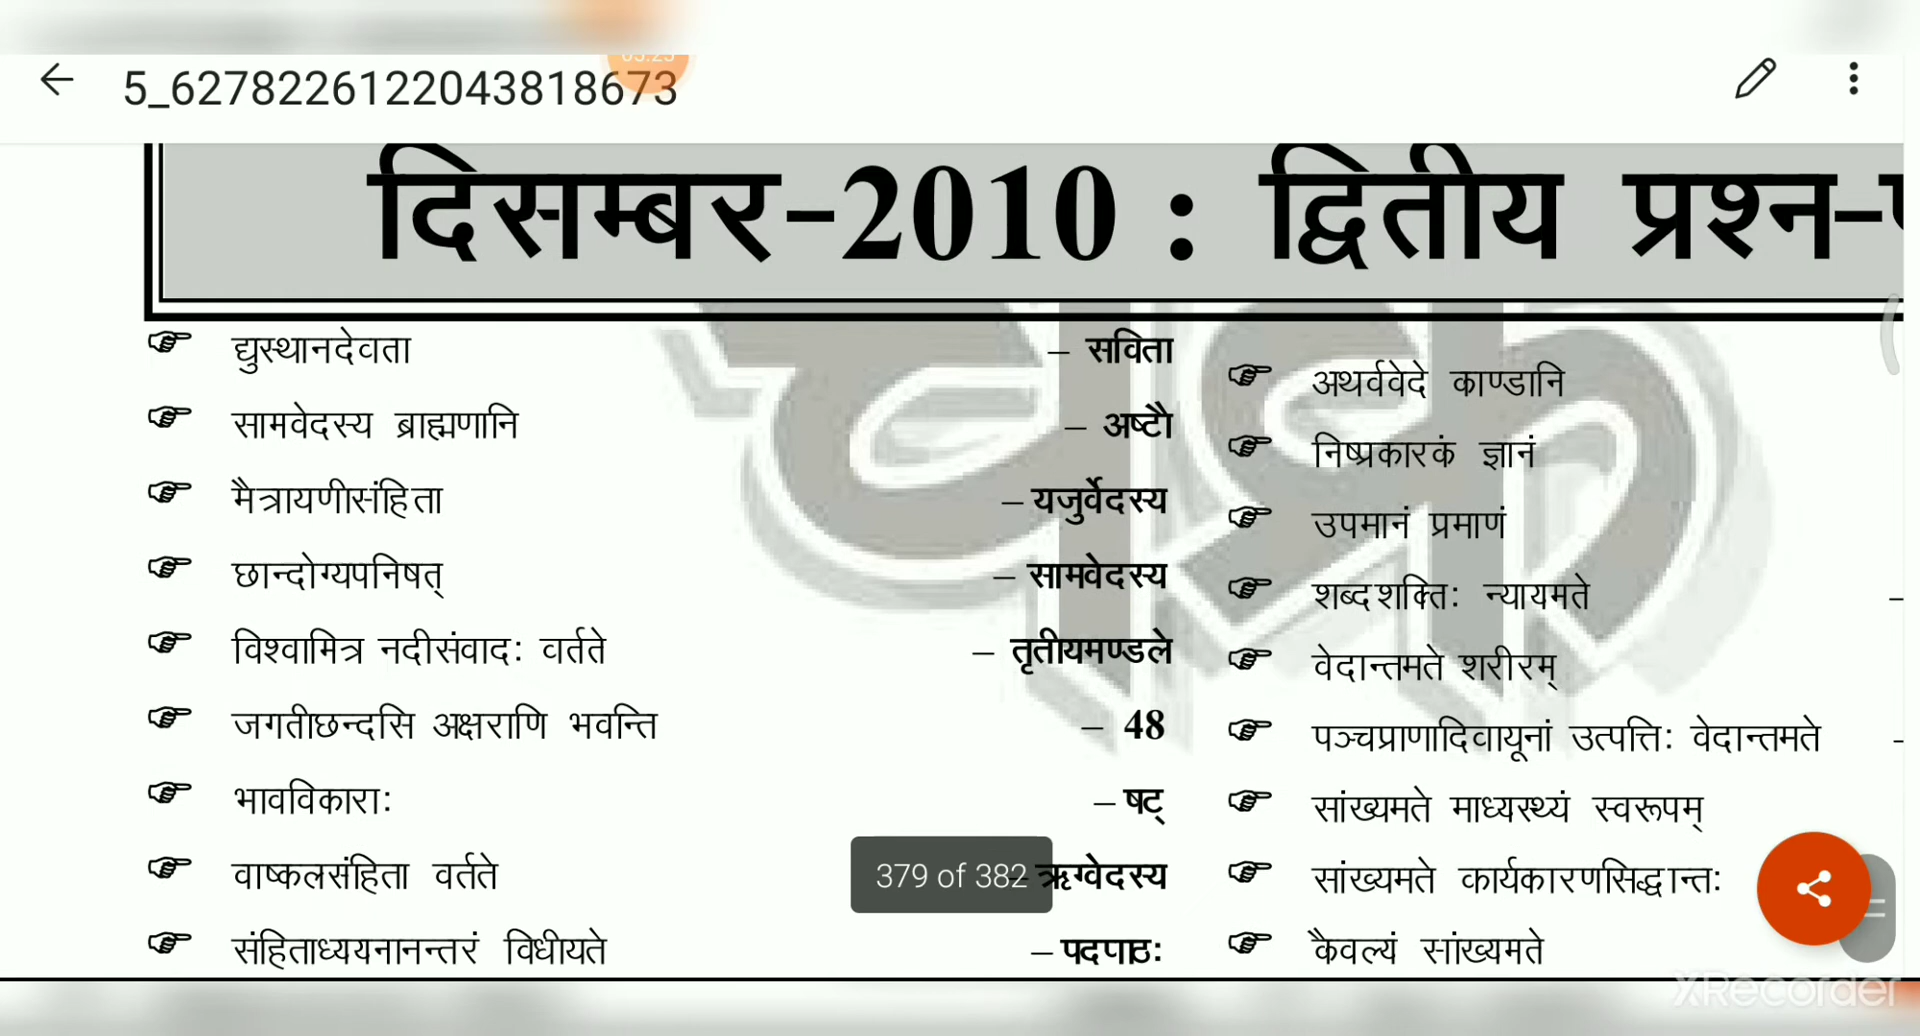 5_62782261220438​18673
दिसम्बर-2010 : द्वितीय प्रश्न-
द्युस्थानदेवता – सविता
सामवेदस्य ब्राह्मणानि – अष्टौ
मैत्रायणीसंहिता – यजुर्वेदस्य
छान्दोग्यपनिषत् – सामवेदस्य
विश्वामित्र नदीसंवादः वर्तते – तृतीयमण्डले
जगतीछन्दसि अक्षराणि भवन्ति – 48
भावविकाराः – षट्
वाष्कलसंहिता वर्तते – ऋग्वेदस्य
संहिताध्ययनानन्तरं विधीयते – पदपाठः
अथर्ववेदे काण्डानि
निष्प्रकारकं ज्ञानं
उपमानं प्रमाणं
शब्दशक्तिः न्यायमते –
वेदान्तमते शरीरम्
पञ्चप्राणादिवायूनां उत्पत्तिः वेदान्तमते –
सांख्यमते माध्यस्थ्यं स्वरूपम्
सांख्यमते कार्यकारणसिद्धान्तः
कैवल्यं सांख्यमते
379 of 382
XRecorder